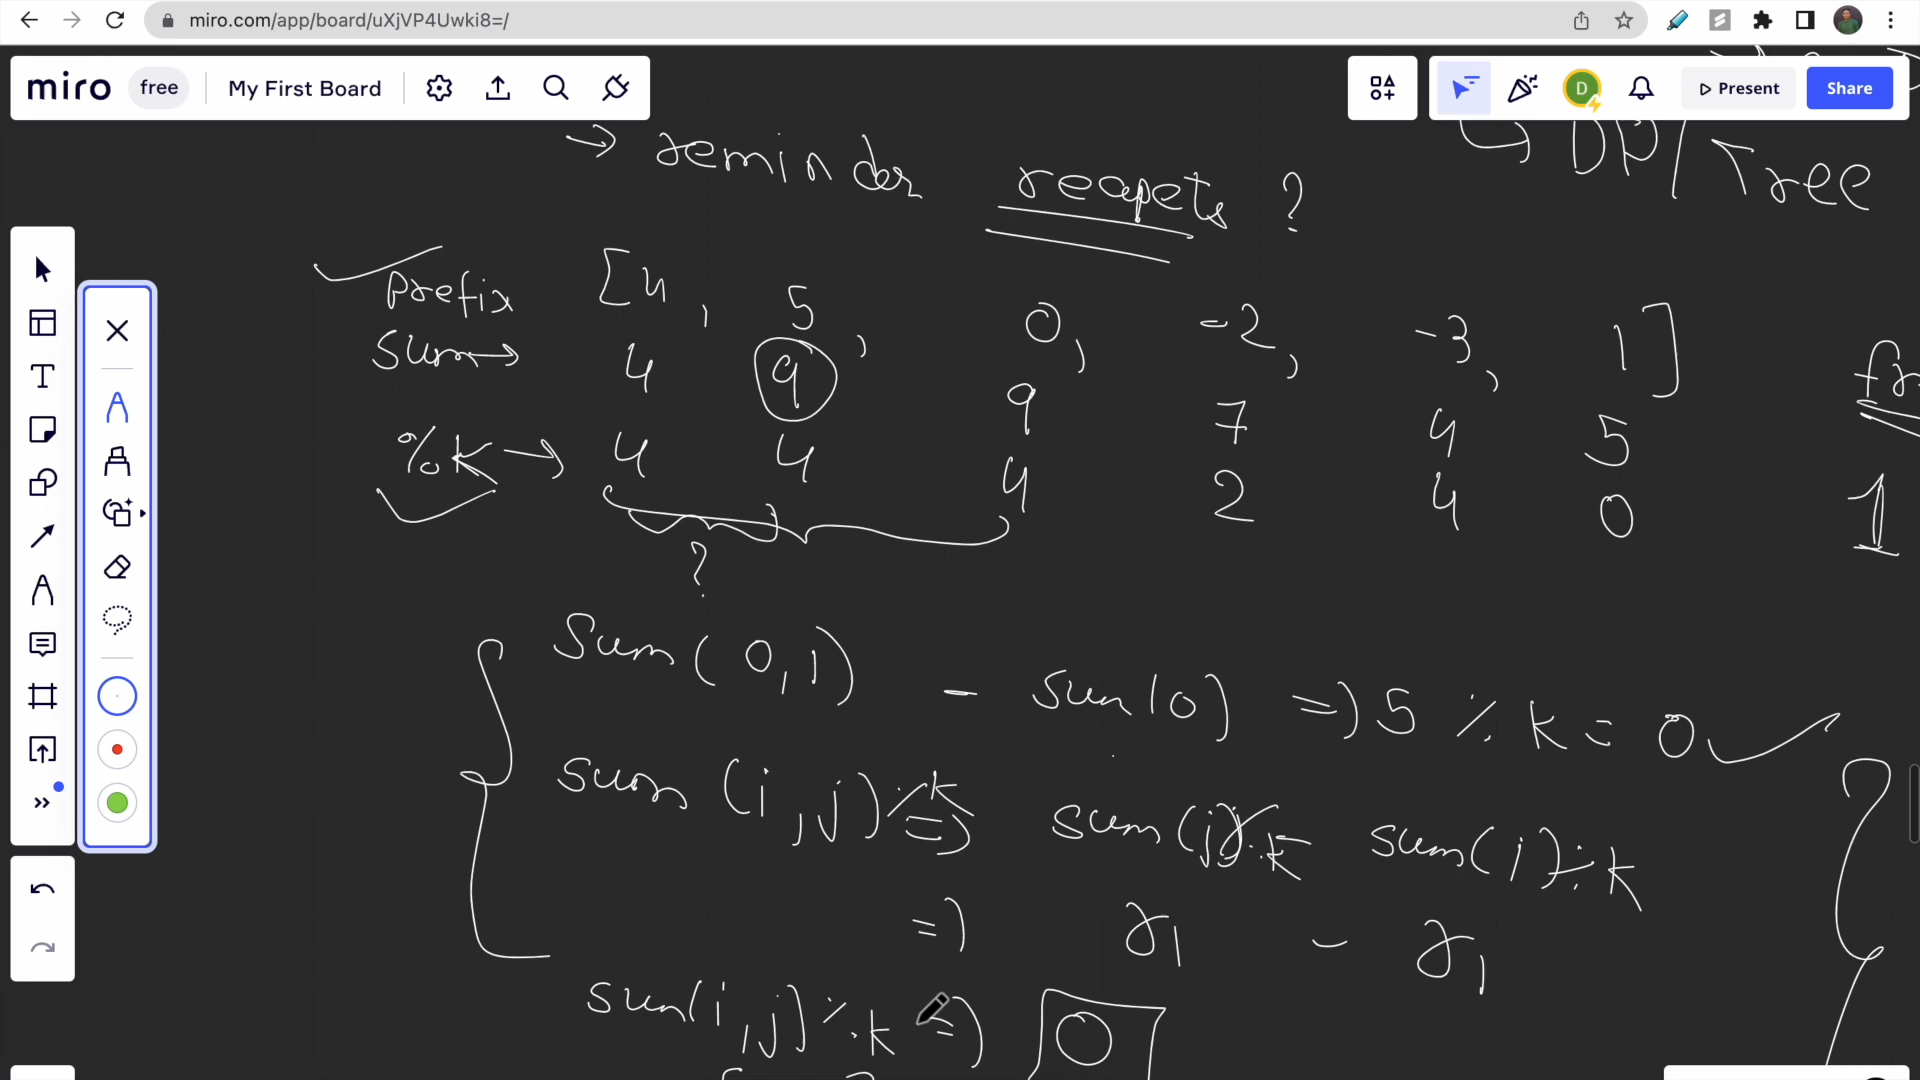 miro.com/app/board/uXjVP4Uwki8=/
miro free My First Board
Present Share
D
→ reminder reapets ?
↳ DP/Tree
prefix [4, 5, 0, -2, -3, 1]
sum→ 4 9 9 7 4 5
%K → 4 4 4 2 4 0
1
?
Sum(0,1) - sum(0) => 5 % k = 0 ✓
sum(i,j)%k => sum(j)%k sum(i)%k
=> r1 - r1
sum(i,j)%k => 0